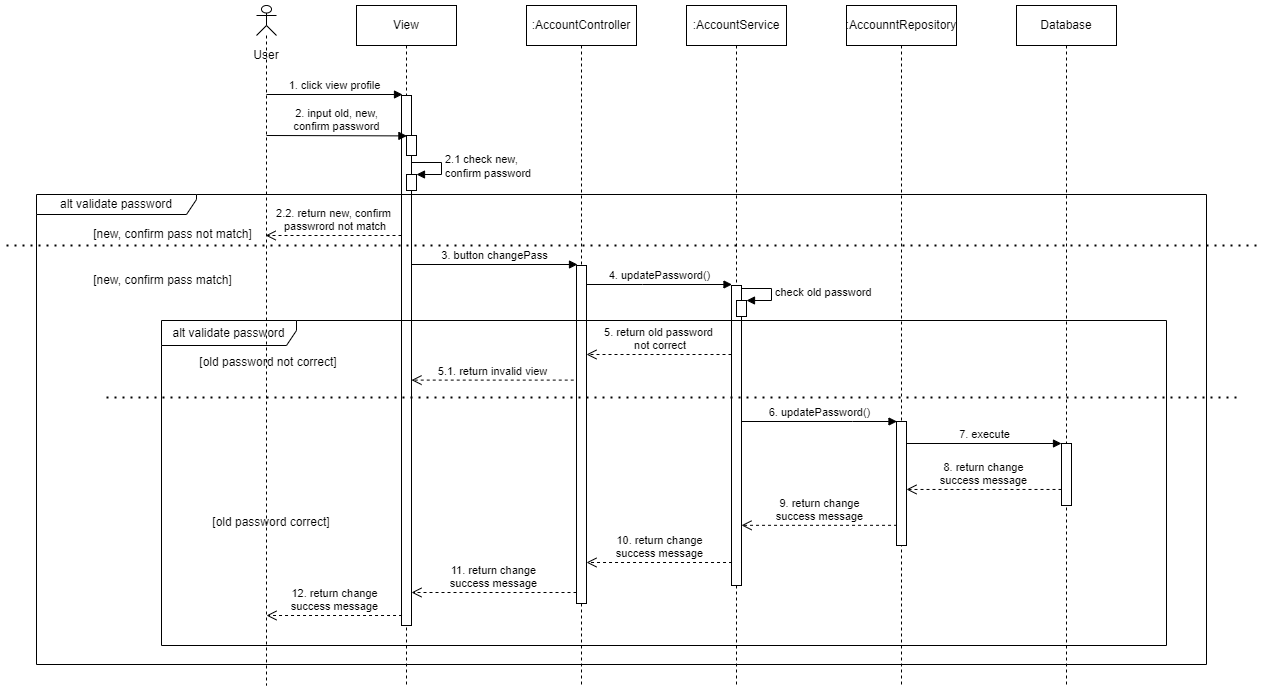 User
View
:AccountController
:AccountService
:AccounntRepository
Database
1. click view profile
2. input old, new,
confirm password
2.1 check new,
confirm password
alt validate password
2.2. return new, confirm
passwrord not match
[new, confirm pass not match]
3. button changePass
[new, confirm pass match]
4. updatePassword()
check old password
alt validate password
5. return old password
not correct
[old password not correct]
5.1. return invalid view
6. updatePassword()
7. execute
8. return change
success message
9. return change
success message
[old password correct]
10. return change
success message
11. return change
success message
12. return change
success message